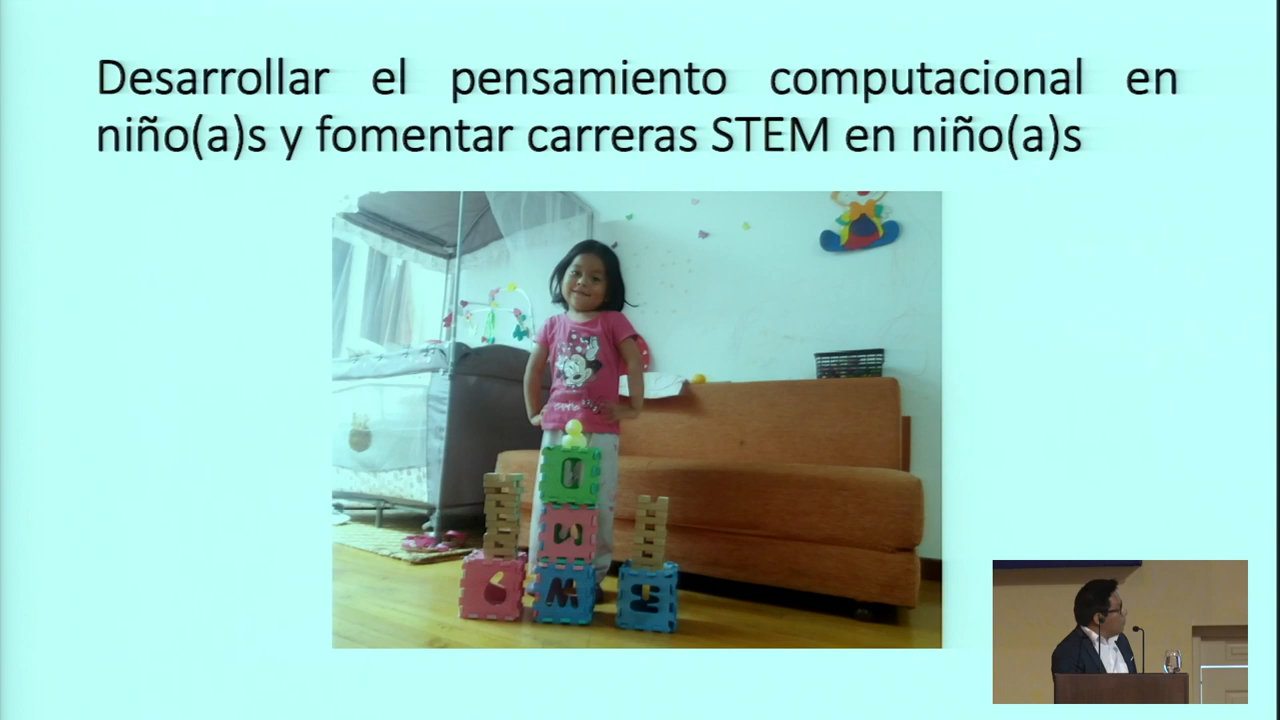 Desarrollar el pensamiento computacional en
niño(a)s y fomentar carreras STEM en niño(a)s